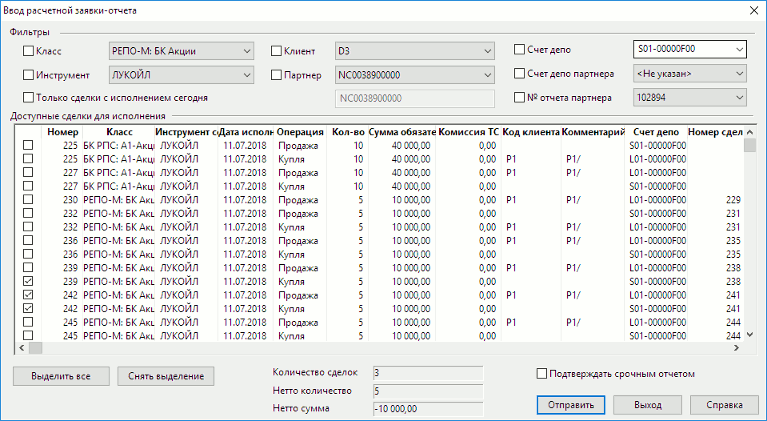 Ввод расчетной заявки-отчета
Фильтры
Класс РЕПО-М: БК Акции Клиент D3 Счет депо S01-00000F00
Инструмент ЛУКОЙЛ Партнер NC0038900000 Счет депо партнера <Не указан>
Только сделки с исполнением сегодня NC0038900000 № отчета партнера 102894
Доступные сделки для исполнения
Номер Класс Инструмент сд Дата исполн Операция Кол-во Сумма обязате Комиссия ТС Код клиента Комментарий Счет депо Номер сдел
225 БК РПС: А1-Акци ЛУКОЙЛ 11.07.2018 Продажа 10 40 000,00 0,00 S01-00000F00
225 БК РПС: А1-Акци ЛУКОЙЛ 11.07.2018 Купля 10 40 000,00 0,00 P1 P1/ L01-00000F00
227 БК РПС: А1-Акци ЛУКОЙЛ 11.07.2018 Продажа 10 40 000,00 0,00 P1 P1/ L01-00000F00
227 БК РПС: А1-Акци ЛУКОЙЛ 11.07.2018 Купля 10 40 000,00 0,00 S01-00000F00
230 РЕПО-М: БК Акц ЛУКОЙЛ 11.07.2018 Продажа 5 10 000,00 0,00 P1 P1/ L01-00000F00 229
232 РЕПО-М: БК Акц ЛУКОЙЛ 11.07.2018 Продажа 5 10 000,00 0,00 S01-00000F00 231
232 РЕПО-М: БК Акц ЛУКОЙЛ 11.07.2018 Купля 5 10 000,00 0,00 P1 P1/ L01-00000F00 231
236 РЕПО-М: БК Акц ЛУКОЙЛ 11.07.2018 Продажа 5 10 000,00 0,00 P1 P1/ L01-00000F00 235
236 РЕПО-М: БК Акц ЛУКОЙЛ 11.07.2018 Купля 5 10 000,00 0,00 S01-00000F00 235
239 РЕПО-М: БК Акц ЛУКОЙЛ 11.07.2018 Продажа 5 10 000,00 0,00 P1 P1/ L01-00000F00 238
239 РЕПО-М: БК Акц ЛУКОЙЛ 11.07.2018 Купля 5 10 000,00 0,00 S01-00000F00 238
242 РЕПО-М: БК Акц ЛУКОЙЛ 11.07.2018 Продажа 5 10 000,00 0,00 P1 P1/ L01-00000F00 241
242 РЕПО-М: БК Акц ЛУКОЙЛ 11.07.2018 Купля 5 10 000,00 0,00 S01-00000F00 241
245 РЕПО-М: БК Акц ЛУКОЙЛ 11.07.2018 Продажа 5 10 000,00 0,00 P1 P1/ L01-00000F00 244
245 РЕПО-М: БК Акц ЛУКОЙЛ 11.07.2018 Купля 5 10 000,00 0,00 S01-00000F00 244
Выделить все Снять выделение Количество сделок 3 Подтверждать срочным отчетом
Нетто количество 5
Нетто сумма -10 000,00 Отправить Выход Справка